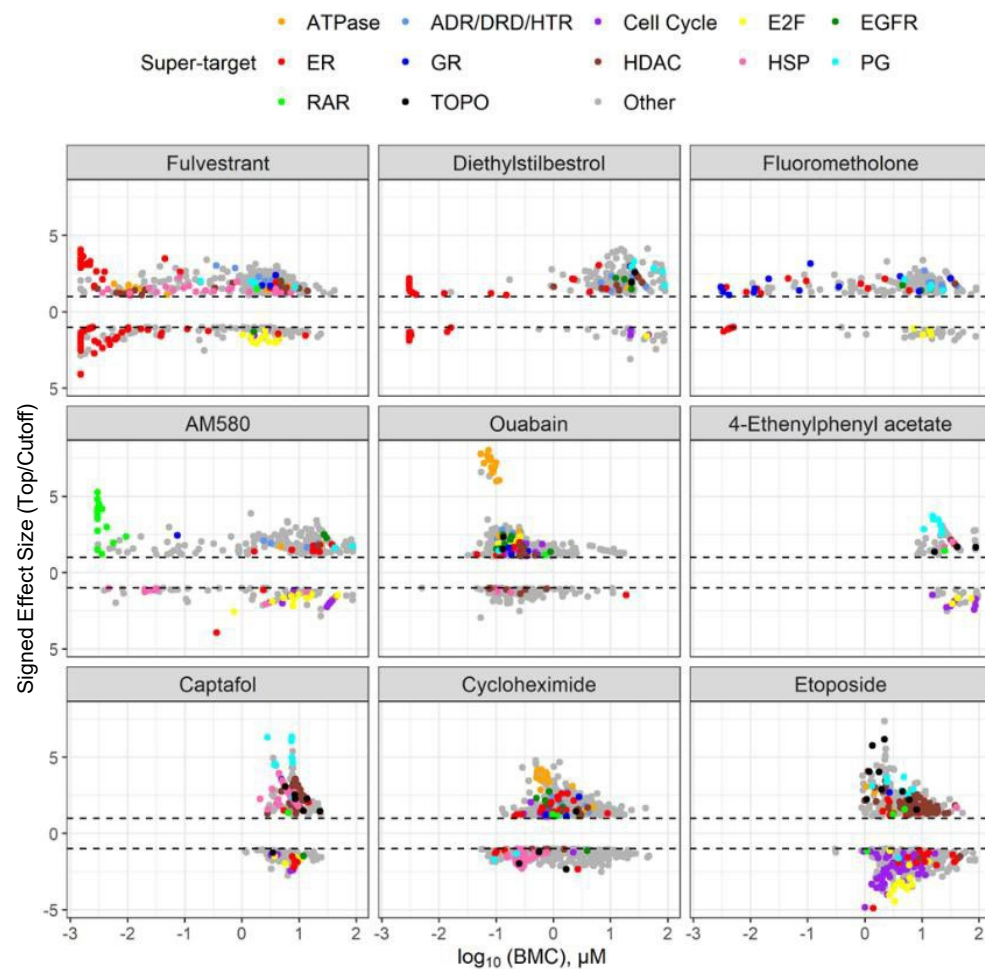 ATPase ADR/DRD/HTR Cell Cycle E2F EGFR
Super-target ER GR HDAC HSP PG
RAR TOPO Other
Fulvestrant Diethylstilbestrol Fluorometholone
5
0
5
AM580 Ouabain 4-Ethenylphenyl acetate
5
0
5
Captafol Cycloheximide Etoposide
5
0
-5
-3 -2 -1 0 1 2 -3 -2 -1 0 1 2 -3 -2 -1 0 1 2
log₁₀ (BMC), µM
Signed Effect Size (Top/Cutoff)